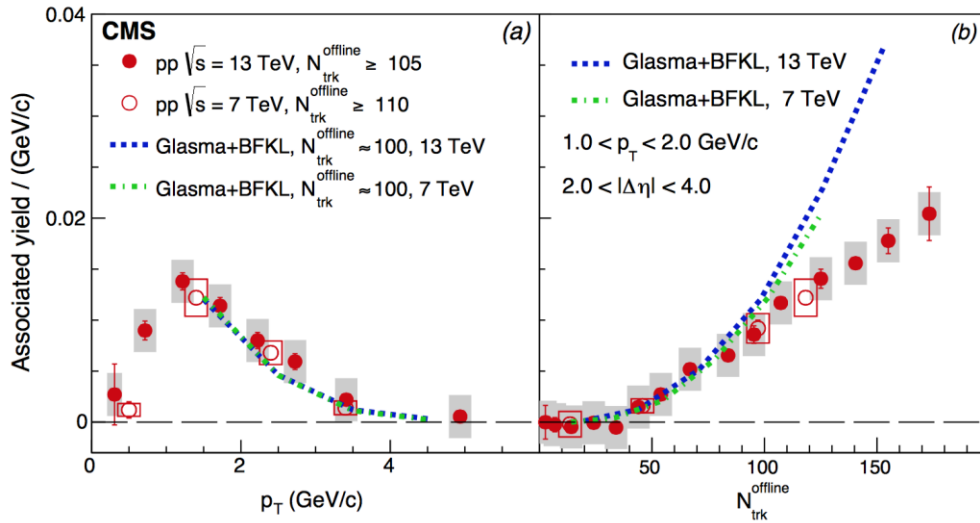 CMS
(a)
pp √s = 13 TeV, N_trk^offline ≥ 105
pp √s = 7 TeV, N_trk^offline ≥ 110
Glasma+BFKL, N_trk^offline ≈100, 13 TeV
Glasma+BFKL, N_trk^offline ≈100, 7 TeV
(b)
Glasma+BFKL, 13 TeV
Glasma+BFKL, 7 TeV
1.0 < p_T < 2.0 GeV/c
2.0 < |Δη| < 4.0
Associated yield / (GeV/c)
0.04
0.02
0
0 2 4
p_T (GeV/c)
50 100 150
N_trk^offline